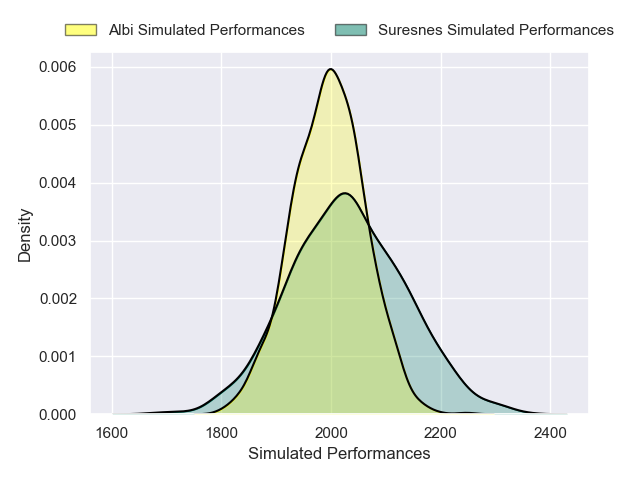 Albi Simulated Performances Suresnes Simulated Performances
0.006
0.005
0.004
0.003
0.002
0.001
0.000
1600 1800 2000 2200 2400
Density
Simulated Performances